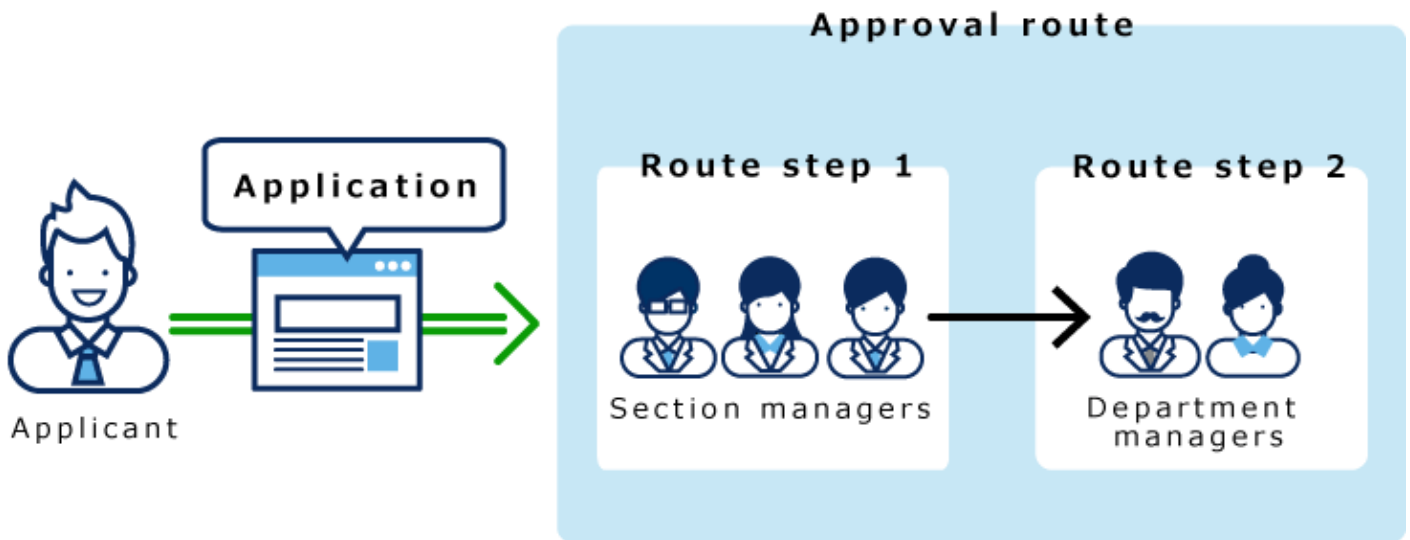 Approval route
Application
Route step 1
Route step 2
Applicant
Section managers
Department
managers